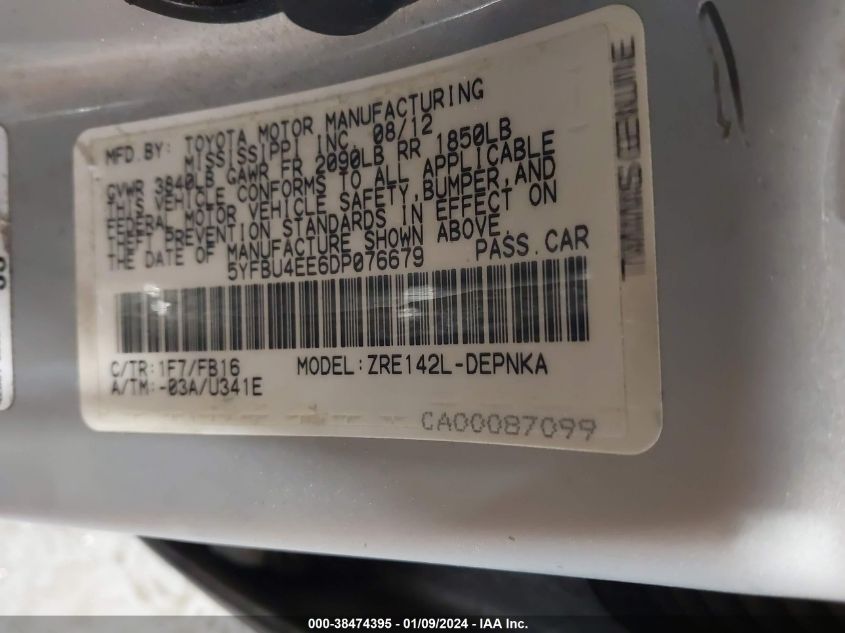 MFD.BY: TOYOTA MOTOR MANUFACTURING
MISSISSIPPI INC. 08/12
GVWR 3840LB GAWR FR 2090LB RR 1850LB
THIS VEHICLE CONFORMS TO ALL APPLICABLE
FEDERAL MOTOR VEHICLE SAFETY,BUMPER,AND
THEFT PREVENTION STANDARDS IN EFFECT ON
THE DATE OF MANUFACTURE SHOWN ABOVE.
5YFBU4EE6DP076679 PASS.CAR
C/TR:1F7/FB16 MODEL:ZRE142L-DEPNKA
A/TM:-03A/U341E
CA00087099
GENUINE
000-38474395 - 01/09/2024 - IAAI.COM.